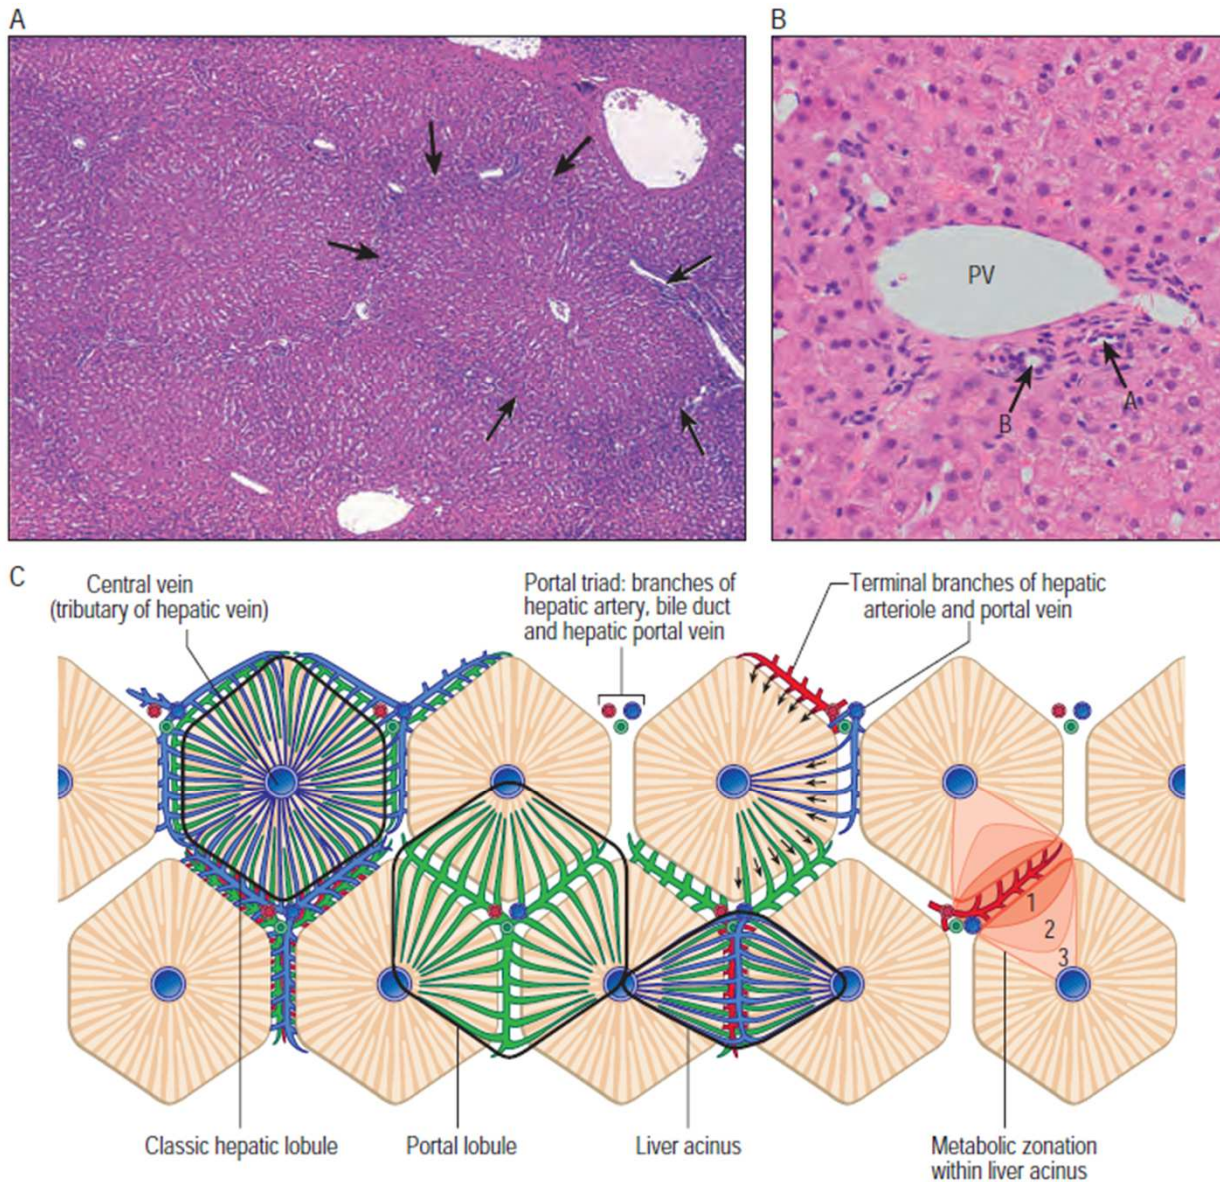 A
B
PV
B
A
C
Central vein
(tributary of hepatic vein)
Portal triad: branches of
hepatic artery, bile duct
and hepatic portal vein
Terminal branches of hepatic
arteriole and portal vein
1
2
3
Classic hepatic lobule
Portal lobule
Liver acinus
Metabolic zonation
within liver acinus